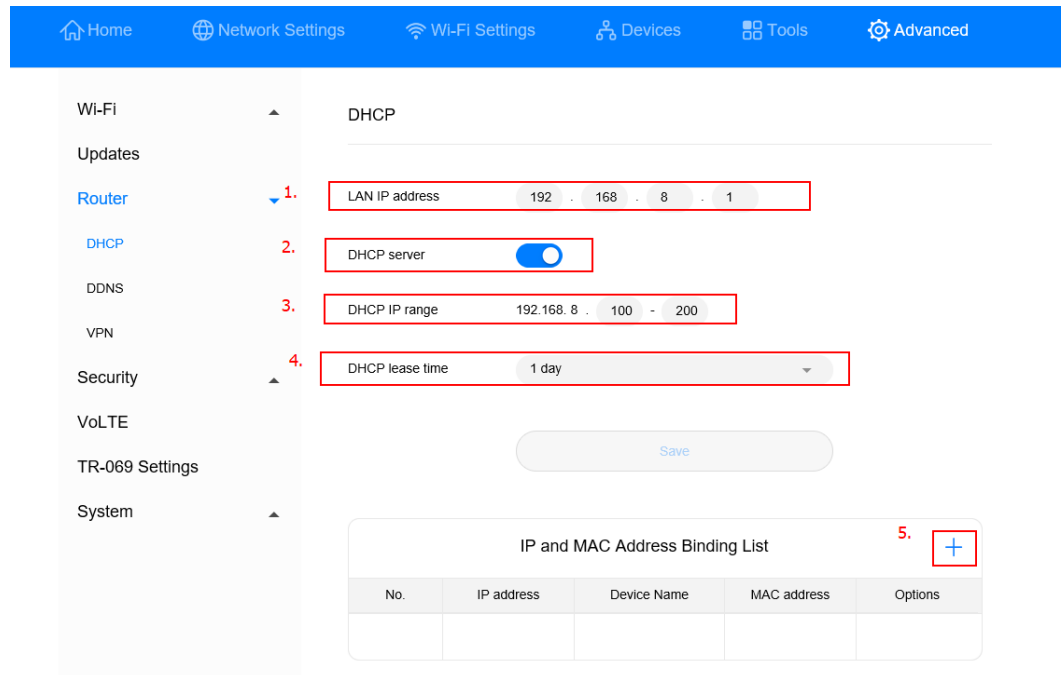 Home Network Settings Wi-Fi Settings Devices Tools Advanced
Wi-Fi
Updates
Router
DHCP
DDNS
VPN
Security
VoLTE
TR-069 Settings
System
DHCP
1. LAN IP address 192 . 168 . 8 . 1
2. DHCP server
3. DHCP IP range 192.168. 8 . 100 - 200
4. DHCP lease time 1 day
Save
IP and MAC Address Binding List 5. +
No. IP address Device Name MAC address Options